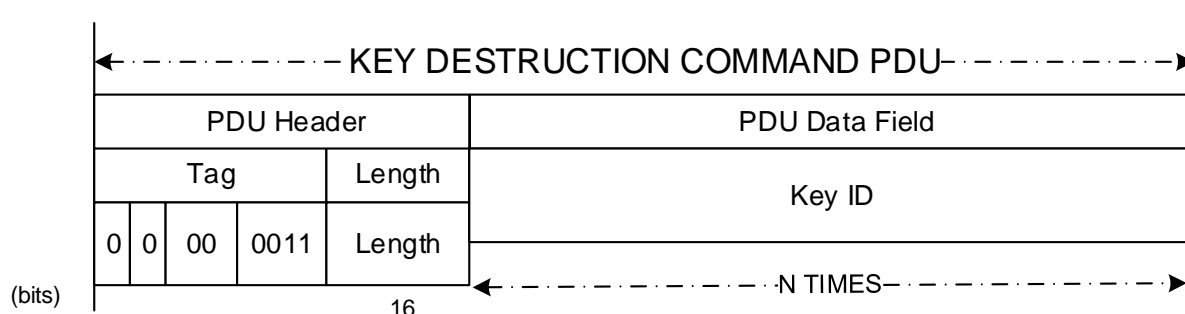 KEY DESTRUCTION COMMAND PDU
PDU Header PDU Data Field
Tag Length Key ID
0 0 00 0011 Length
N TIMES
(bits) 16